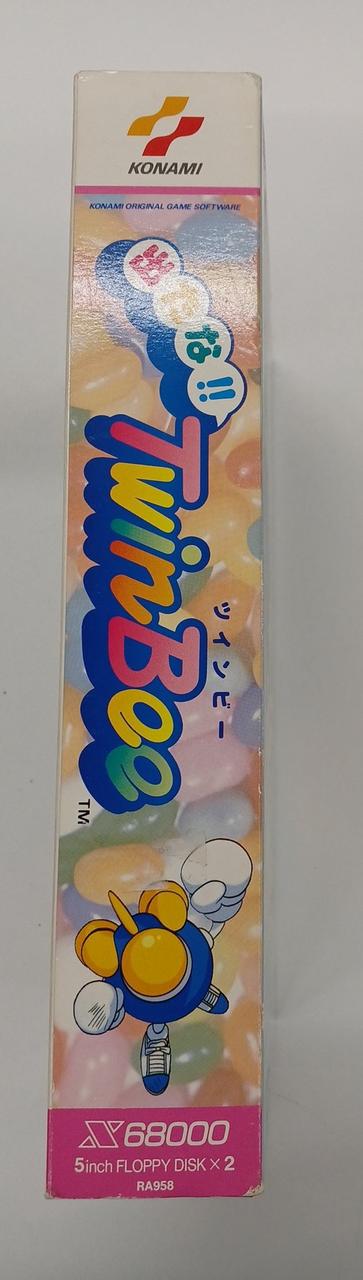 KONAMI
KONAMI ORIGINAL GAME SOFTWARE
出たな!!
TwinBee
TM
ツインビー
X68000
5inch FLOPPY DISK × 2
RA958